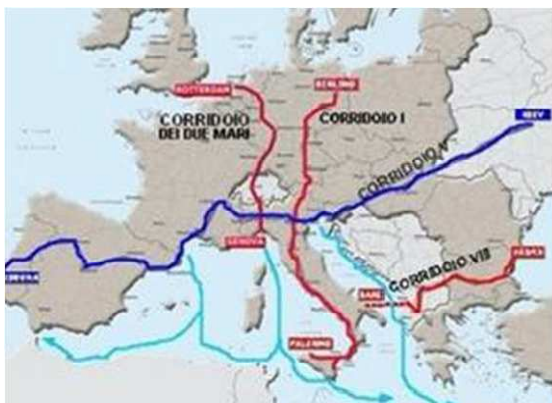 ROTTERDAM
BERLINO
CORRIDOIO
DEI DUE MARI
CORRIDOIO I
KIEV
CORRIDOIO V
GENOVA
CORRIDOIO VIII
BARI
PALERMO